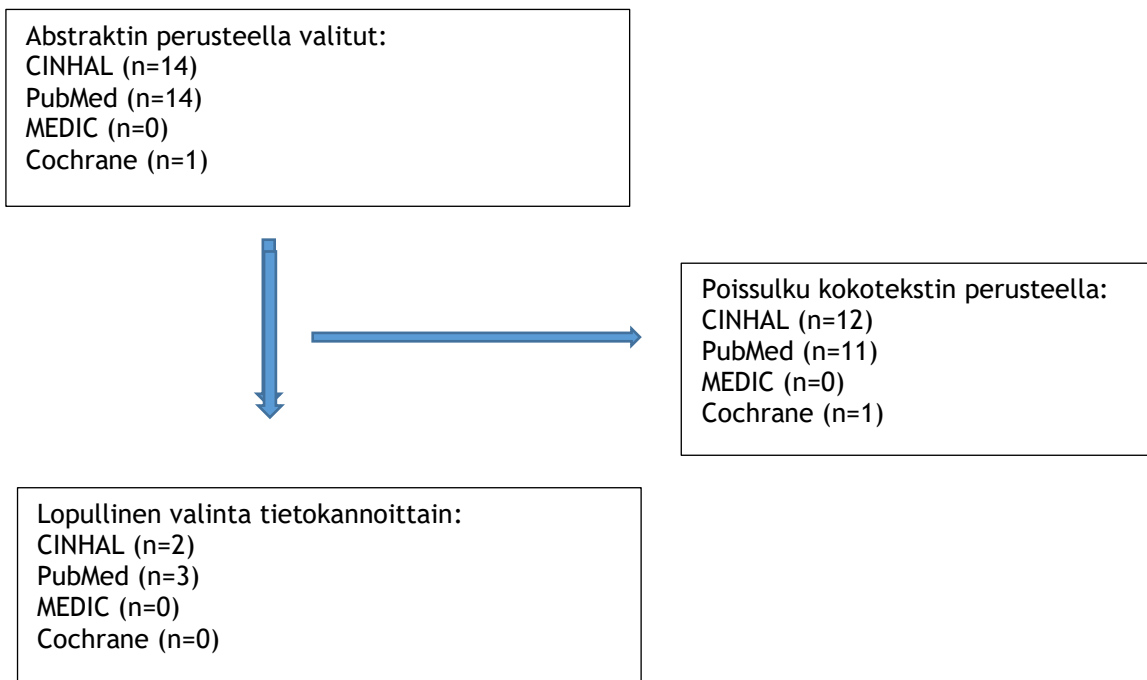 Abstraktin perusteella valitut:
CINHAL (n=14)
PubMed (n=14)
MEDIC (n=0)
Cochrane (n=1)
Poissulku kokotekstin perusteella:
CINHAL (n=12)
PubMed (n=11)
MEDIC (n=0)
Cochrane (n=1)
Lopullinen valinta tietokannoittain:
CINHAL (n=2)
PubMed (n=3)
MEDIC (n=0)
Cochrane (n=0)